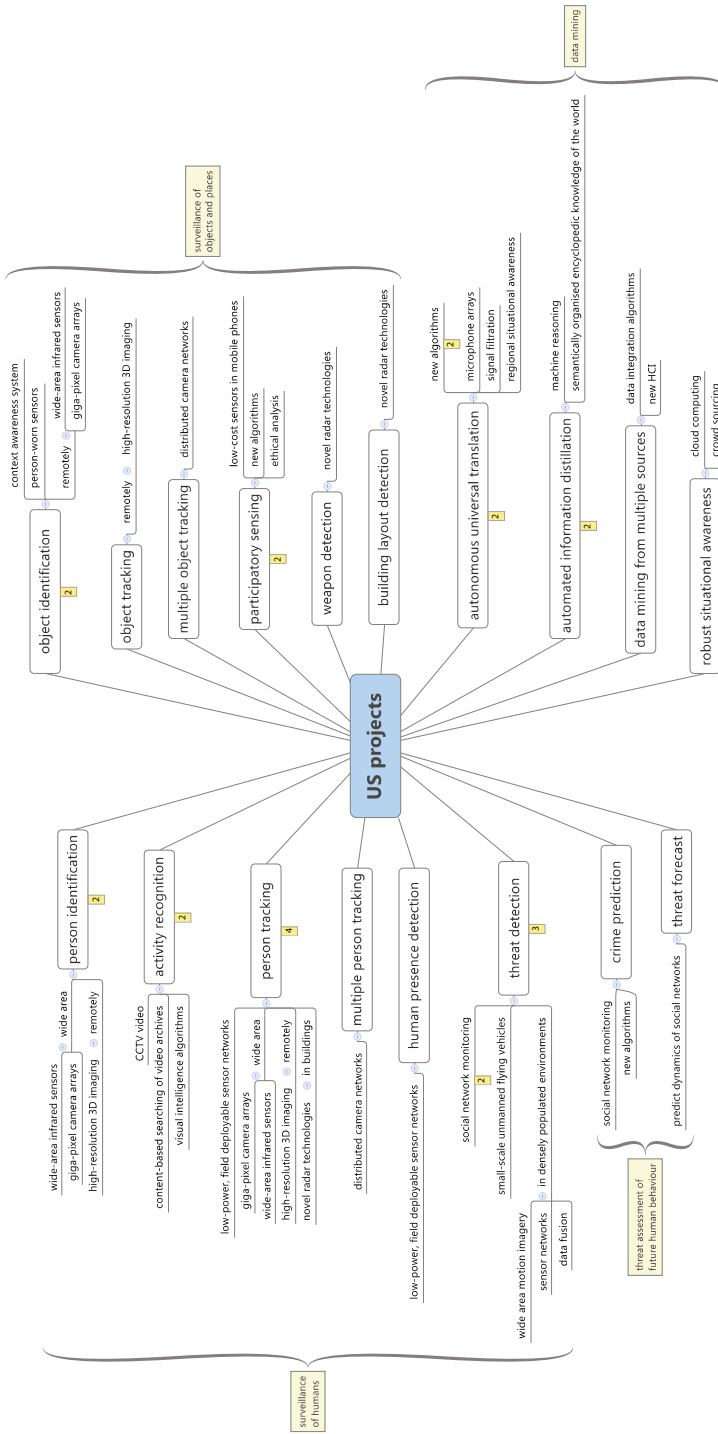 US projects
surveillance of
humans
person identification
2
wide area
wide-area infrared sensors
giga-pixel camera arrays
remotely
high-resolution 3D imaging
activity recognition
2
CCTV video
content-based searching of video archives
visual intelligence algorithms
person tracking
4
low-power, field deployable sensor networks
wide area
giga-pixel camera arrays
wide-area infrared sensors
remotely
high-resolution 3D imaging
in buildings
novel radar technologies
multiple person tracking
distributed camera networks
human presence detection
low-power, field deployable sensor networks
threat detection
3
social network monitoring
2
small-scale unmanned flying vehicles
in densely populated environments
wide area motion imagery
sensor networks
data fusion
threat assessment of
future human behaviour
crime prediction
social network monitoring
new algorithms
threat forecast
predict dynamics of social networks
surveillance of
objects and places
object identification
2
context awareness system
person-worn sensors
remotely
wide-area infrared sensors
giga-pixel camera arrays
object tracking
remotely
high-resolution 3D imaging
multiple object tracking
distributed camera networks
participatory sensing
2
low-cost sensors in mobile phones
new algorithms
ethical analysis
weapon detection
novel radar technologies
building layout detection
novel radar technologies
data mining
autonomous universal translation
2
new algorithms
2
microphone arrays
signal filtration
regional situational awareness
automated information distillation
2
machine reasoning
semantically organised encyclopedic knowledge of the world
data mining from multiple sources
data integration algorithms
new HCI
robust situational awareness
cloud computing
crowd sourcing